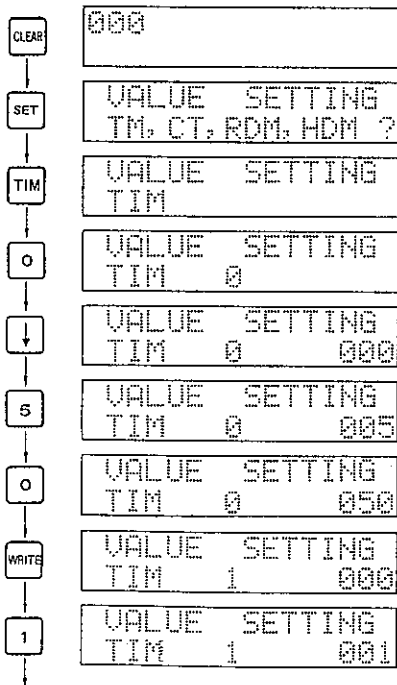 CLEAR
000
SET
VALUE SETTING
TM, CT, RDM, HDM ?
TIM
VALUE SETTING
TIM
0
VALUE SETTING
TIM 0
↓
VALUE SETTING
TIM 0 000
5
VALUE SETTING
TIM 0 005
0
VALUE SETTING
TIM 0 050
WRITE
VALUE SETTING
TIM 1 000
1
VALUE SETTING
TIM 1 001